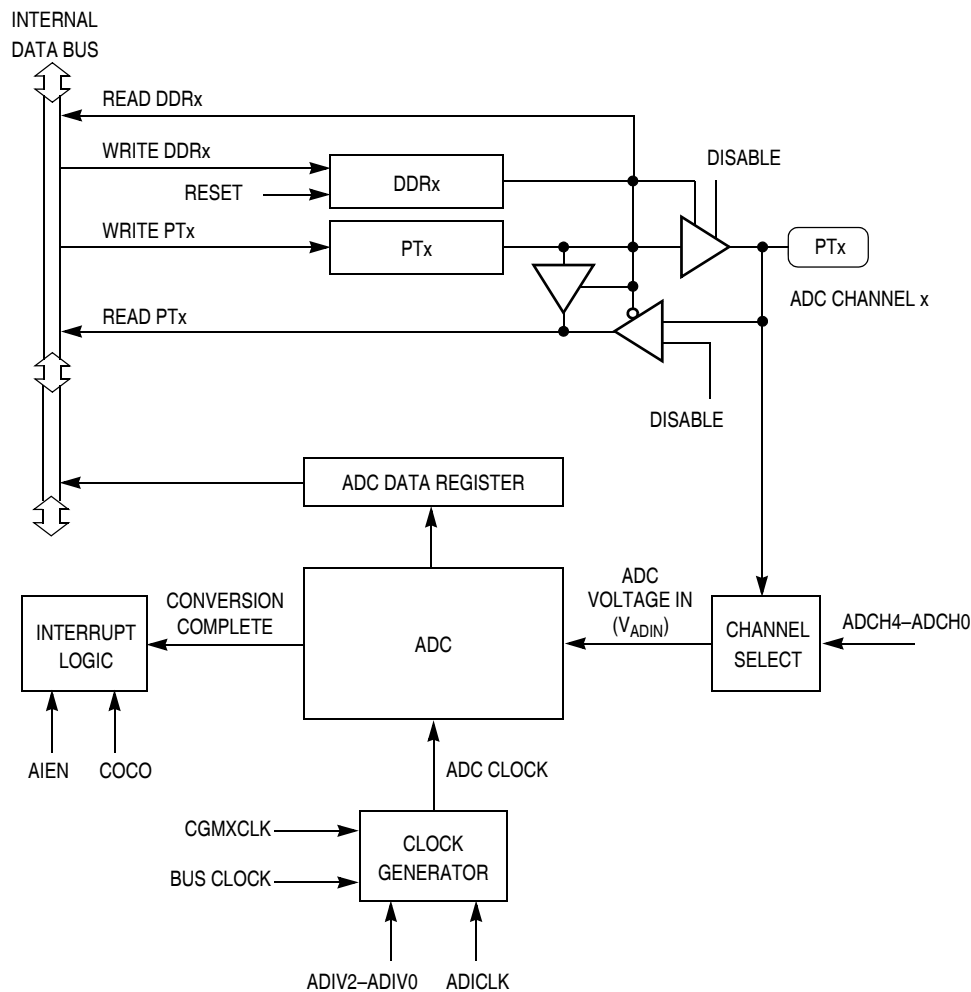 INTERNAL
DATA BUS
READ DDRx
WRITE DDRx
DISABLE
RESET
DDRx
WRITE PTx
PTx
PTx
ADC CHANNEL x
READ PTx
DISABLE
ADC DATA REGISTER
CONVERSION
COMPLETE
ADC
VOLTAGE IN
(VADIN)
INTERRUPT
LOGIC
ADC
CHANNEL
SELECT
ADCH4–ADCH0
AIEN
COCO
ADC CLOCK
CGMXCLK
BUS CLOCK
CLOCK
GENERATOR
ADIV2–ADIV0
ADICLK